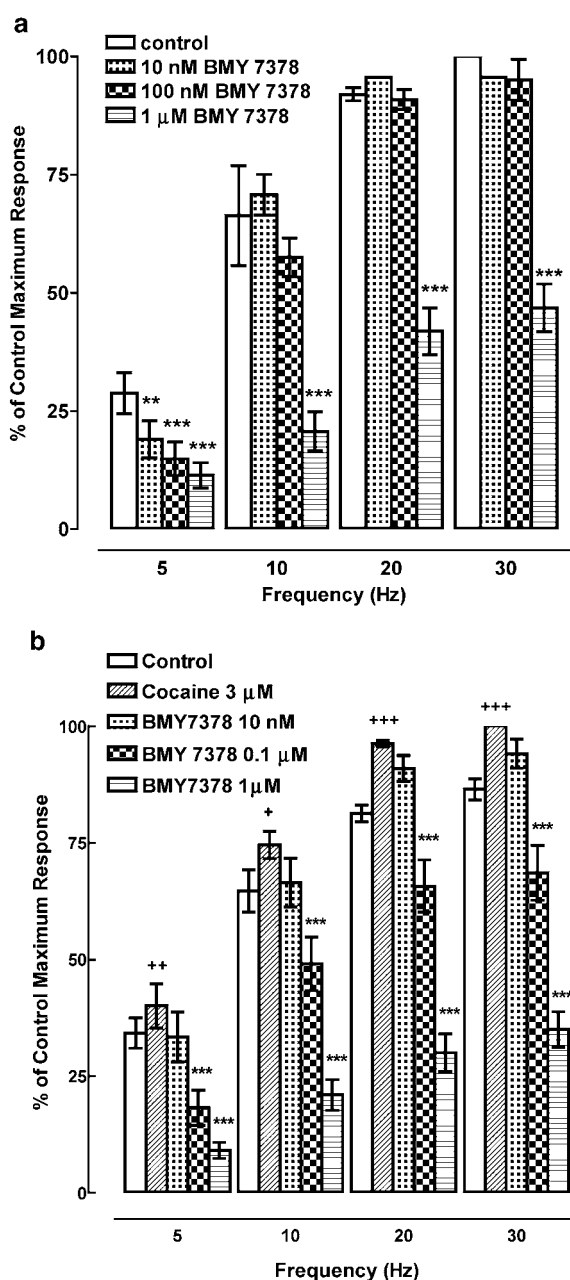 a
control
10 nM BMY 7378
100 nM BMY 7378
1 µM BMY 7378
% of Control Maximum Response
100
75
50
25
0
** *** ***
***
***
***
5 10 20 30
Frequency (Hz)
b
Control
Cocaine 3 µM
BMY7378 10 nM
BMY 7378 0.1 µM
BMY7378 1µM
% of Control Maximum Response
100
75
50
25
0
++ *** ***
+ *** ***
+++ *** ***
+++ *** ***
5 10 20 30
Frequency (Hz)